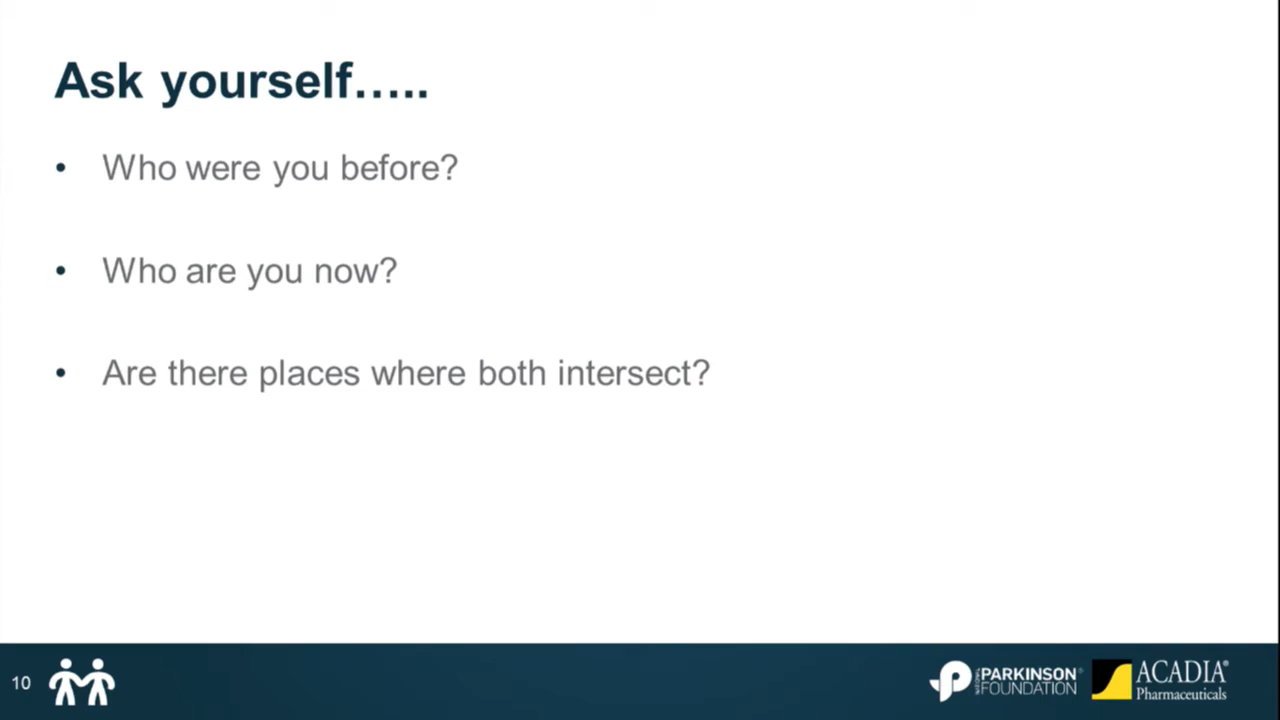 Ask yourself…..
• Who were you before?
• Who are you now?
• Are there places where both intersect?
10
NATIONAL PARKINSON®
FOUNDATION
ACADIA®
Pharmaceuticals